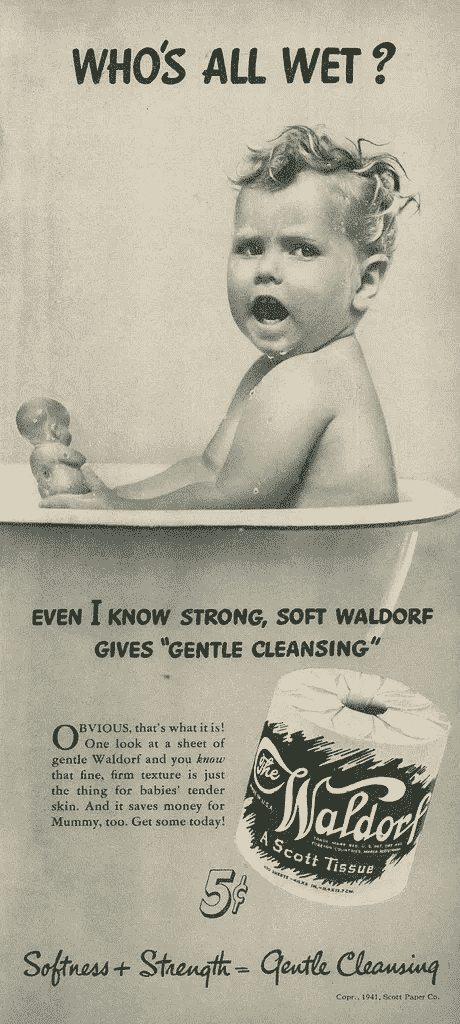 WHO'S ALL WET?
EVEN I KNOW STRONG, SOFT WALDORF
GIVES "GENTLE CLEANSING"
OBVIOUS, that's what it is!
One look at a sheet of
gentle Waldorf and you know
that fine, firm texture is just
the thing for babies' tender
skin. And it saves money for
Mummy, too. Get some today!
The
Waldorf
A Scott Tissue
5¢
Softness + Strength = Gentle Cleansing
Copr., 1941, Scott Paper Co.